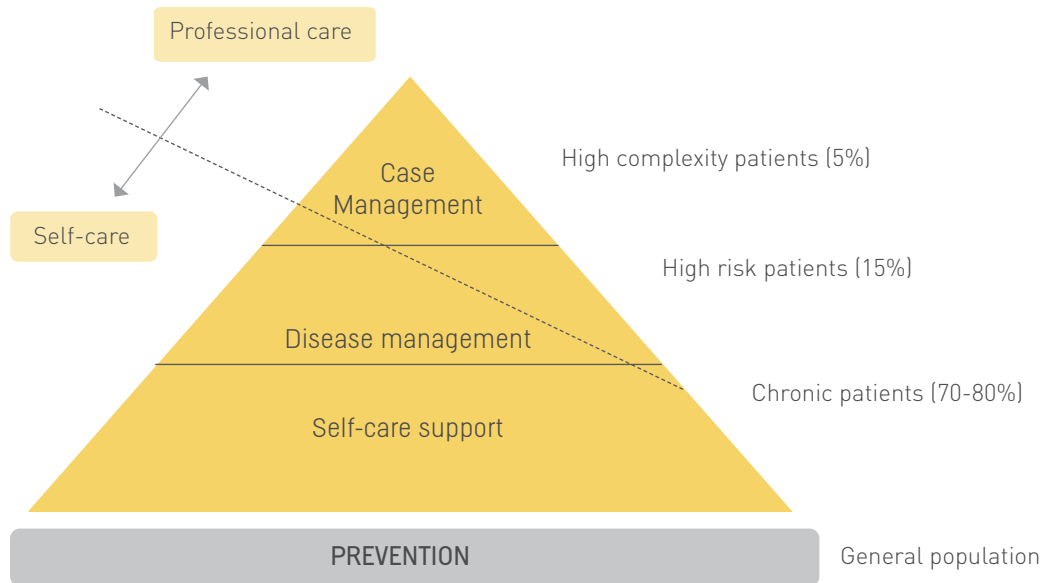 Professional care
Self-care
Case
Management
High complexity patients (5%)
High risk patients (15%)
Disease management
Chronic patients (70-80%)
Self-care support
PREVENTION
General population